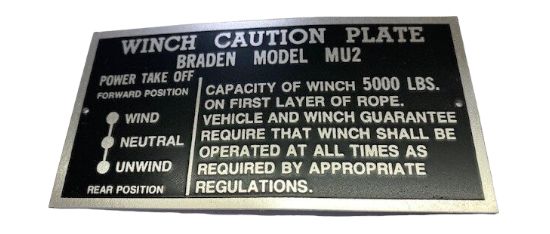 WINCH CAUTION PLATE
BRADEN MODEL MU2
POWER TAKE OFF
FORWARD POSITION
WIND
NEUTRAL
UNWIND
REAR POSITION
CAPACITY OF WINCH 5000 LBS.
ON FIRST LAYER OF ROPE.
VEHICLE AND WINCH GUARANTEE
REQUIRE THAT WINCH SHALL BE
OPERATED AT ALL TIMES AS
REQUIRED BY APPROPRIATE
REGULATIONS.